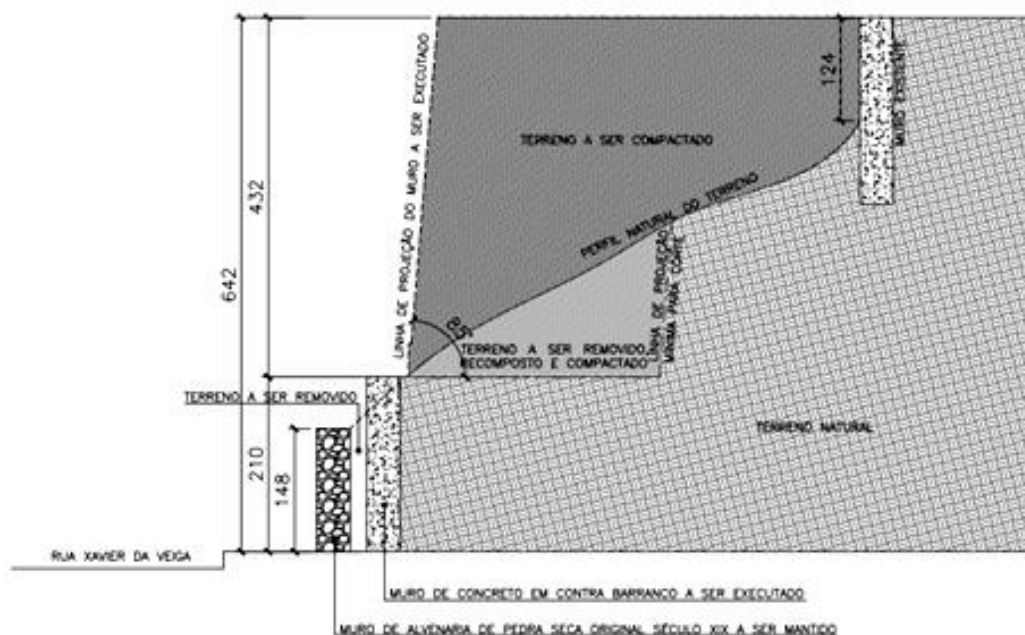 LINHA DE PROJEÇÃO DO MURO A SER EXECUTADO
124
MURO EXISTENTE
TERRENO A SER COMPACTADO
432
642
PERFIL NATURAL DO TERRENO
LINHA DE PROJEÇÃO
MÍNIMA PARA CORTE
85°
TERRENO A SER REMOVIDO,
RECOMPOSTO E COMPACTADO
TERRENO A SER REMOVIDO
TERRENO NATURAL
210
148
RUA XAVIER DA VEIGA
MURO DE CONCRETO EM CONTRA BARRANCO A SER EXECUTADO
MURO DE ALVENARIA DE PEDRA SECA ORIGINAL SÉCULO XIX A SER MANTIDO